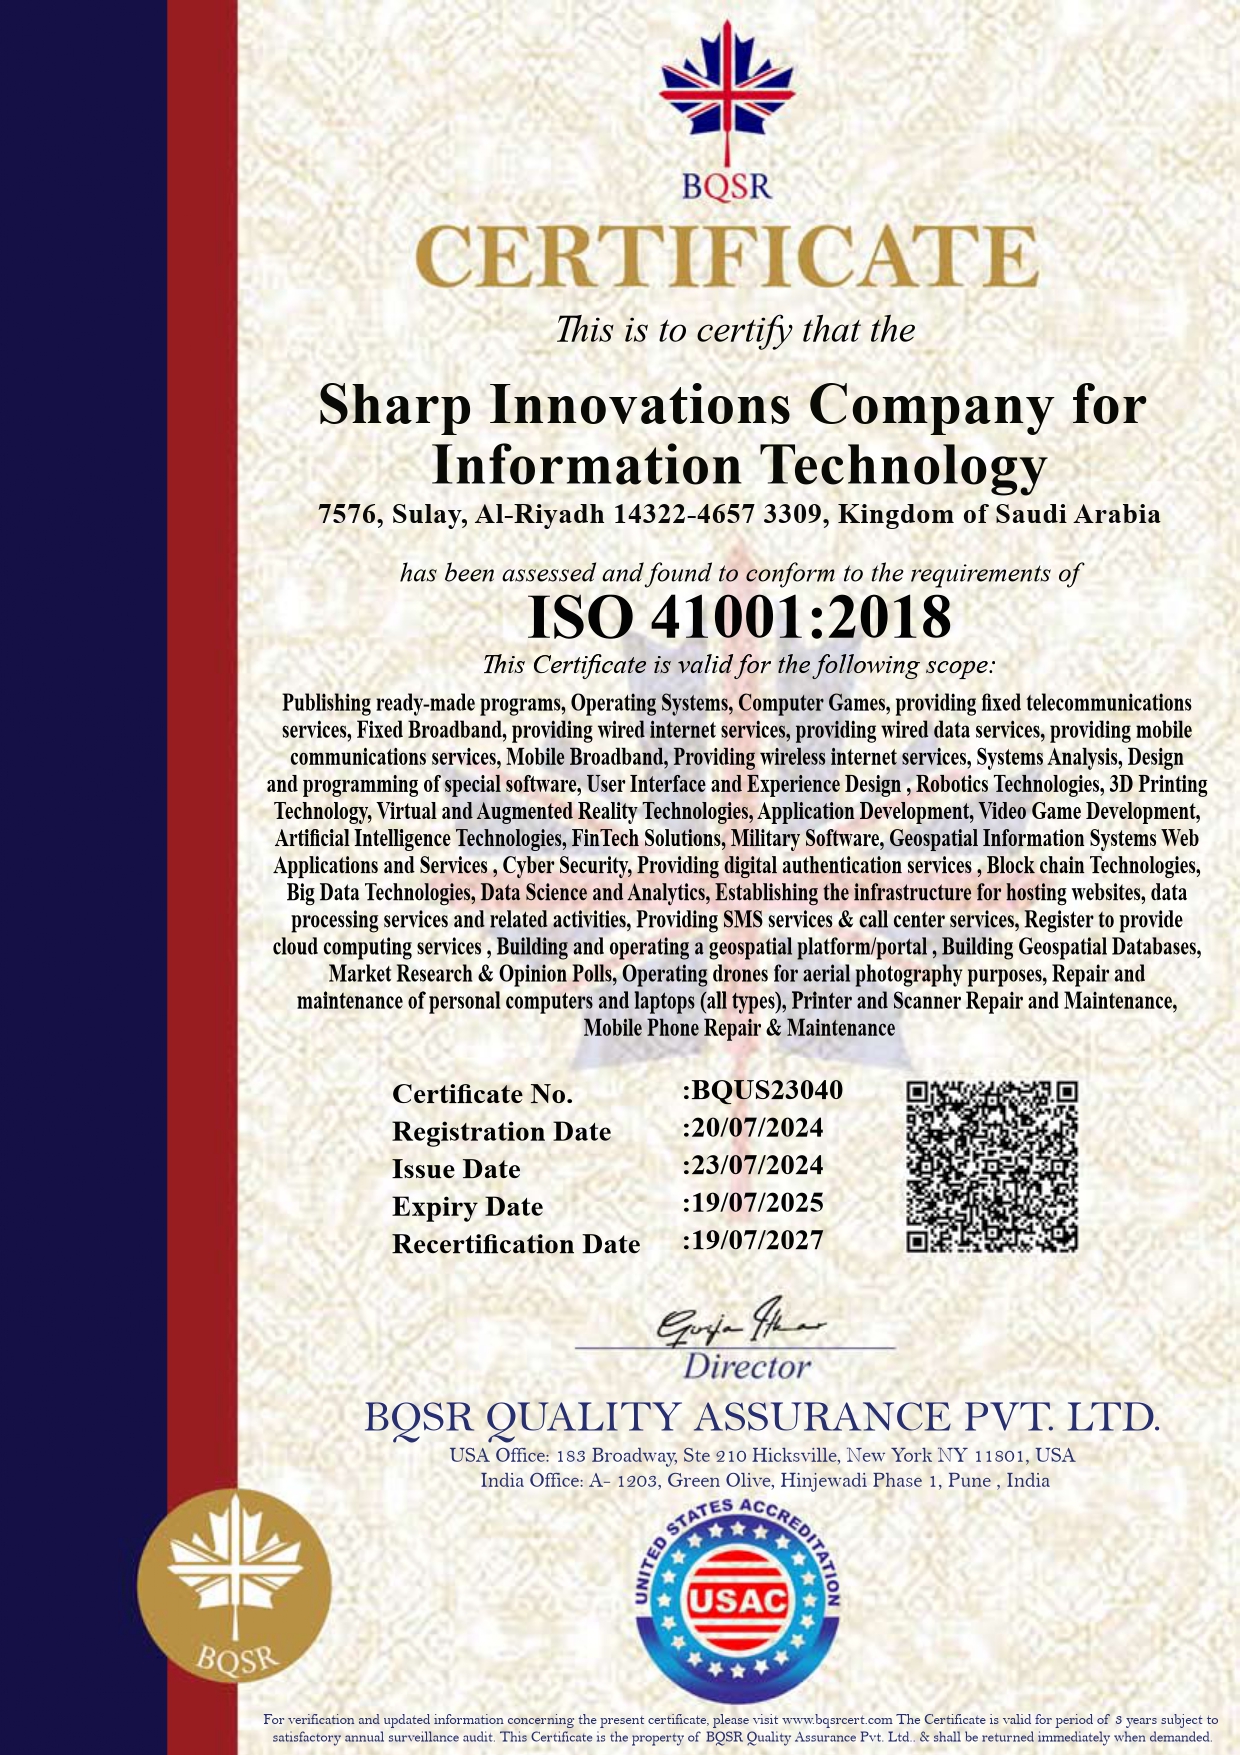 BQSR
CERTIFICATE
This is to certify that the
Sharp Innovations Company for
Information Technology
7576, Sulay, Al-Riyadh 14322-4657 3309, Kingdom of Saudi Arabia
has been assessed and found to conform to the requirements of
ISO 41001:2018
This Certificate is valid for the following scope:
Publishing ready-made programs, Operating Systems, Computer Games, providing fixed telecommunications
services, Fixed Broadband, providing wired internet services, providing wired data services, providing mobile
communications services, Mobile Broadband, Providing wireless internet services, Systems Analysis, Design
and programming of special software, User Interface and Experience Design , Robotics Technologies, 3D Printing
Technology, Virtual and Augmented Reality Technologies, Application Development, Video Game Development,
Artificial Intelligence Technologies, FinTech Solutions, Military Software, Geospatial Information Systems Web
Applications and Services , Cyber Security, Providing digital authentication services , Block chain Technologies,
Big Data Technologies, Data Science and Analytics, Establishing the infrastructure for hosting websites, data
processing services and related activities, Providing SMS services & call center services, Register to provide
cloud computing services , Building and operating a geospatial platform/portal , Building Geospatial Databases,
Market Research & Opinion Polls, Operating drones for aerial photography purposes, Repair and
maintenance of personal computers and laptops (all types), Printer and Scanner Repair and Maintenance,
Mobile Phone Repair & Maintenance
Certificate No. :BQUS23040
Registration Date :20/07/2024
Issue Date :23/07/2024
Expiry Date :19/07/2025
Recertification Date :19/07/2027
Director
BQSR QUALITY ASSURANCE PVT. LTD.
USA Office: 183 Broadway, Ste 210 Hicksville, New York NY 11801, USA
India Office: A- 1203, Green Olive, Hinjewadi Phase 1, Pune , India
UNITED STATES ACCREDITATION
USAC
BQSR
For verification and updated information concerning the present certificate, please visit www.bqsrcert.com The Certificate is valid for period of 3 years subject to
satisfactory annual surveillance audit. This Certificate is the property of BQSR Quality Assurance Pvt. Ltd.. & shall be returned immediately when demanded.